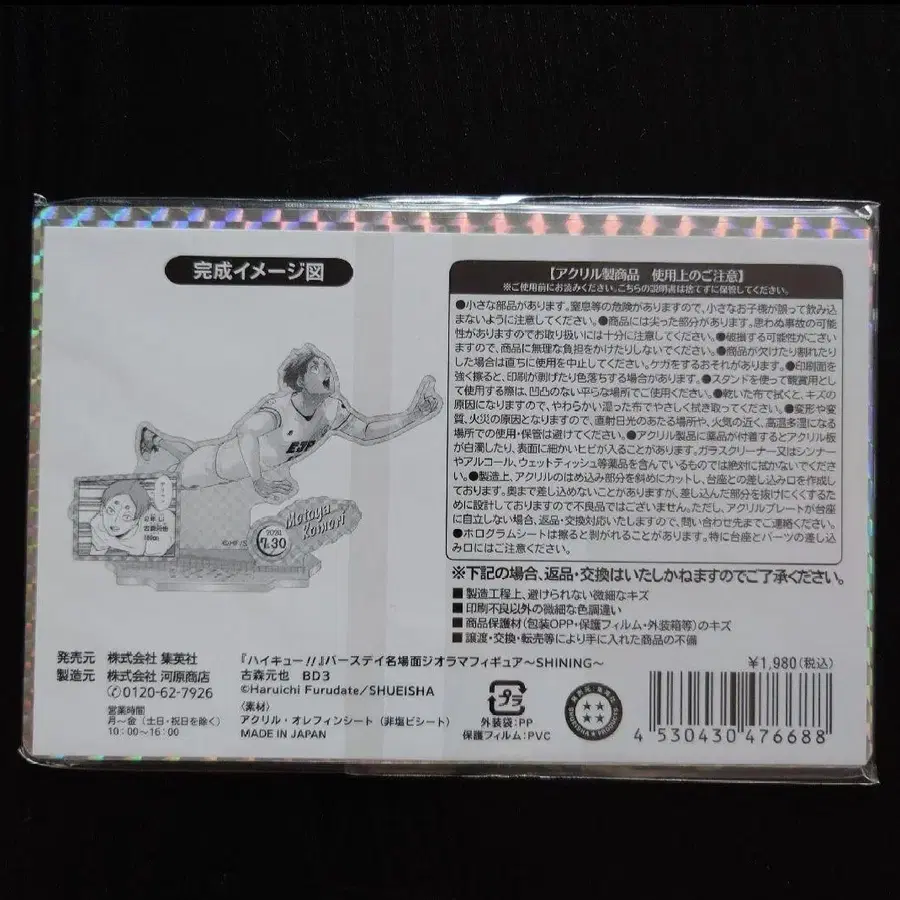 完成イメージ図
EJP
Motoya
Komori
2020
7.30
古森元也
©H.F./S
【アクリル製商品 使用上のご注意】
※ご使用前にお読みください。こちらの説明書は捨てずに保管してください。
●小さな部品があります。窒息等の危険がありますので、小さなお子様が誤って飲み込
まないように注意してください。●商品には尖った部分があります。思わぬ事故の可能
性がありますのでお取り扱いには十分に注意してください。●破損する可能性がござい
ますので、商品に無理な負担をかけたりしないでください。●商品が欠けたり割れたり
した場合は直ちに使用を中止してください。ケガをするおそれがあります。●印刷面を
強く擦ると、印刷が剥げたり色落ちする場合があります。●スタンドを使って観賞用とし
て使用する際は、凹凸のない平らな場所でご使用ください。●乾いた布で拭くと、キズの
原因になりますので、やわらかい湿った布でやさしく拭き取ってください。●変形や変
質、火災の原因となりますので、直射日光のあたる場所や、火気の近く、高温多湿になる
場所での使用・保管は避けてください。●アクリル製品に薬品が付着するとアクリル板
が白濁したり、表面に細かいヒビが入ることがあります。ガラスクリーナー又はシンナー
やアルコール、ウェットティッシュ等薬品を含んでいるものでは絶対に拭かないでくださ
い。●製造上、アクリルのはめ込み部分を斜めにカットし、台座との差し込み口を作成し
ております。奥まで差し込めないことがありますが、差し込んだ部分を抜けにくくするため
に設計しておりますので不良品ではございません。ただし、アクリルプレートが台座
に自立しない場合、返品・交換対応いたしますので、問い合わせ先までご連絡ください。
●ホログラムシートは擦ると剥がれることがあります。特に台座とパーツの差し込
み口にはご注意ください。
※下記の場合、返品・交換はいたしかねますのでご了承ください。
■製造工程上、避けられない微細なキズ
■印刷不良以外の微細な色調違い
■商品保護材(包装OPP・保護フィルム・外装箱等)のキズ
■譲渡・交換・転売等により手に入れた商品の不備
発売元 株式会社 集英社
製造元 株式会社 河原商店
0120-62-7926
営業時間
月〜金（土日・祝日を除く）
10：00〜16：00
『ハイキュー!!』バースデイ名場面ジオラマフィギュア〜SHINING〜
古森元也 BD3
©Haruichi Furudate/SHUEISHA
〈素材〉
アクリル・オレフィンシート（非塩ビシート）
MADE IN JAPAN
プラ
外装袋:PP
保護フィルム:PVC
SHUEISHA PRODUCT
¥1,980(税込)
4 530430 476688